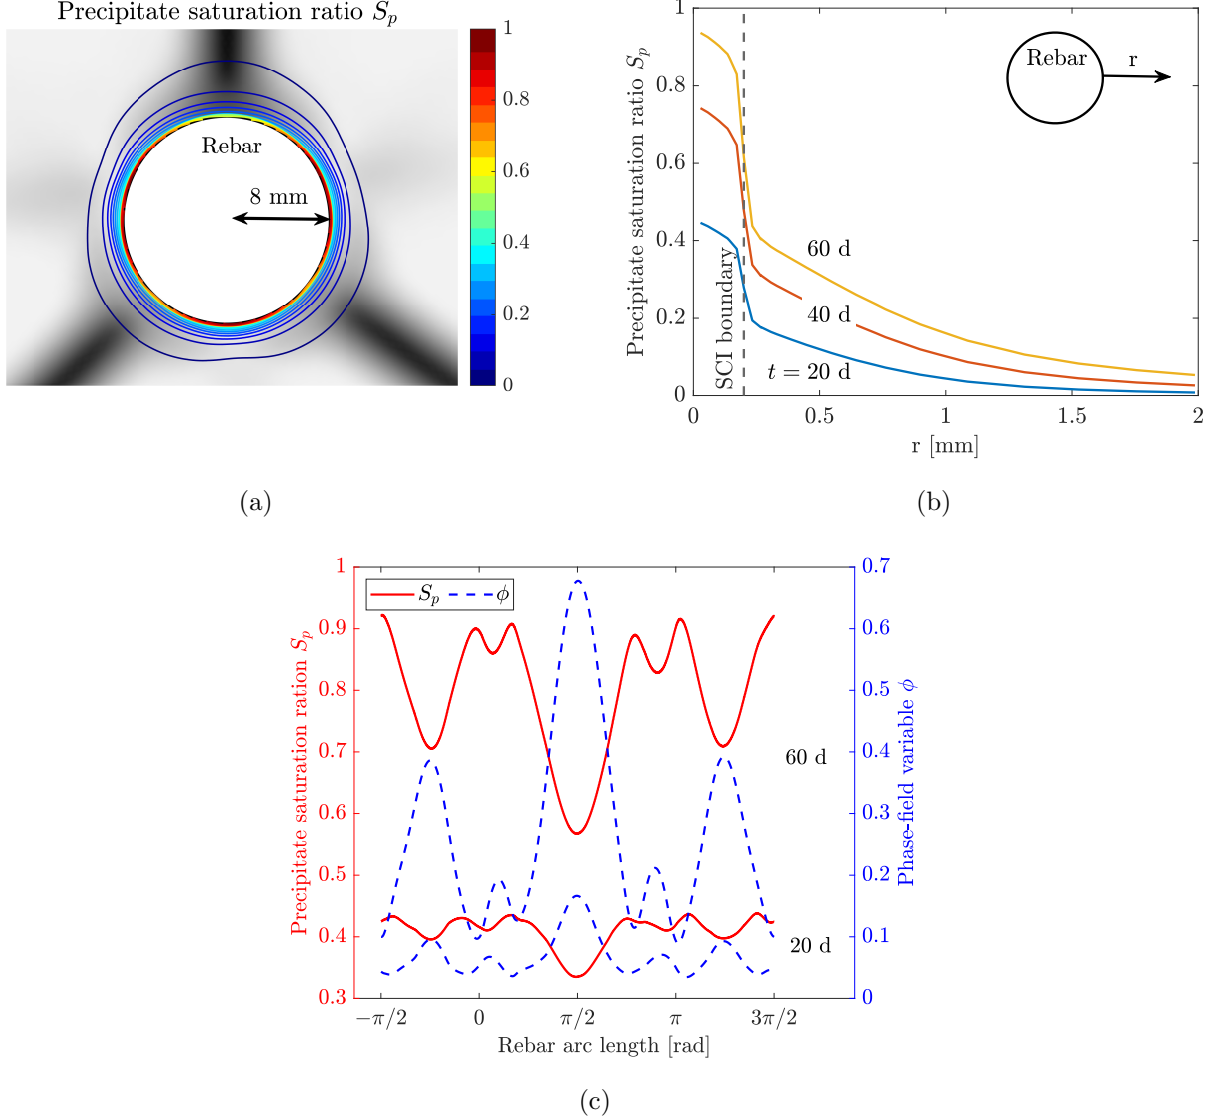 Precipitate saturation ratio Sₚ
Rebar
8 mm
1
0.8
0.6
0.4
0.2
0
(a)
Precipitate saturation ratio Sₚ
1
0.8
0.6
0.4
0.2
0
Rebar
r
60 d
40 d
t = 20 d
SCI boundary
0 0.5 1 1.5 2
r [mm]
(b)
Precipitate saturation ration Sₚ
1
0.9
0.8
0.7
0.6
0.5
0.4
0.3
Sₚ ϕ
60 d
20 d
0.7
0.6
0.5
0.4
0.3
0.2
0.1
0
Phase-field variable ϕ
−π/2 0 π/2 π 3π/2
Rebar arc length [rad]
(c)